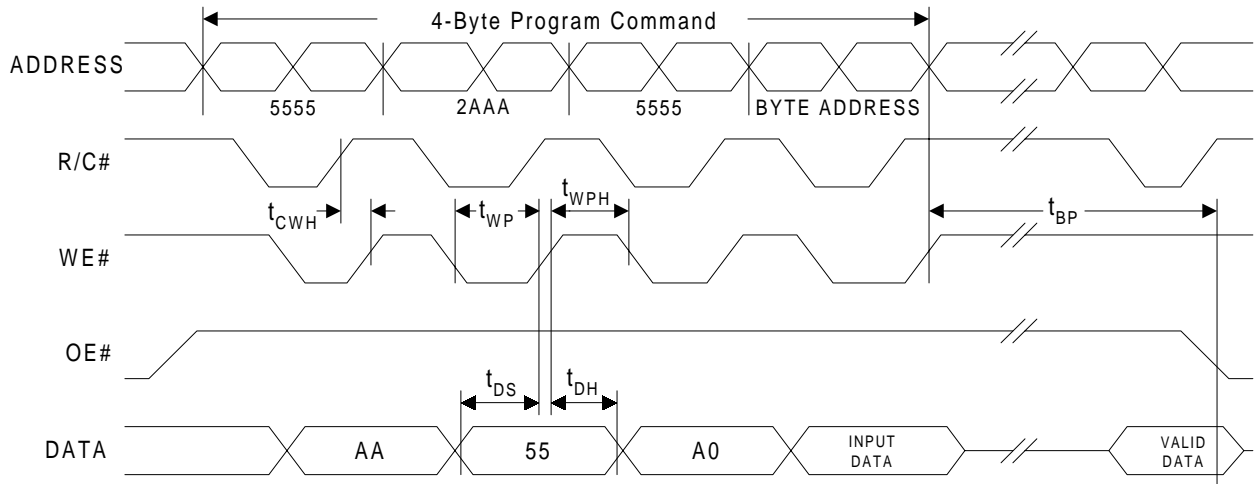 4-Byte Program Command
ADDRESS
5555 2AAA 5555 BYTE ADDRESS
R/C#
tCWH tWP tWPH tBP
WE#
OE#
tDS tDH
DATA AA 55 A0 INPUT DATA VALID DATA